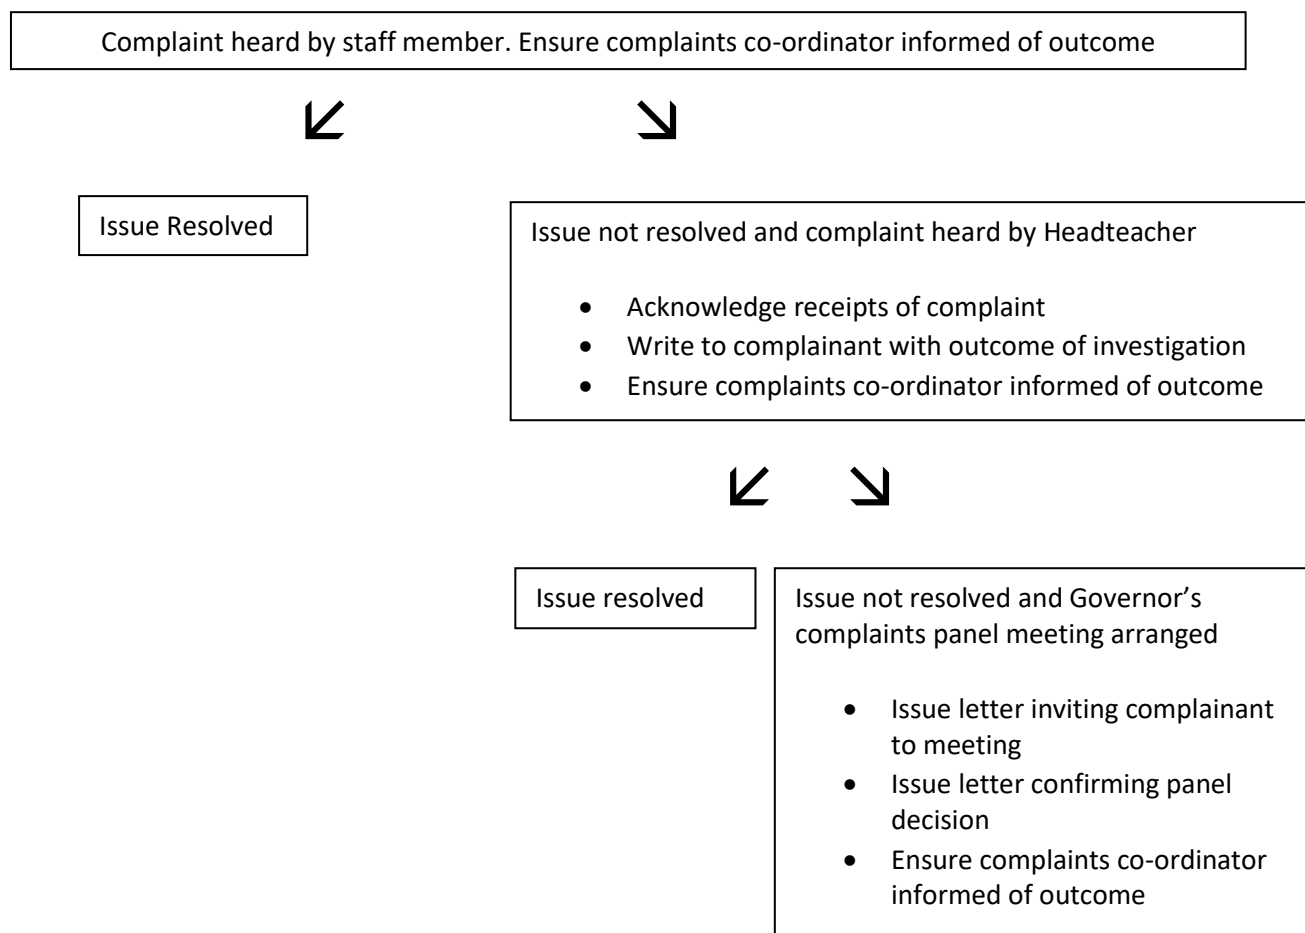 Complaint heard by staff member. Ensure complaints co-ordinator informed of outcome
Issue Resolved
Issue not resolved and complaint heard by Headteacher
• Acknowledge receipts of complaint
• Write to complainant with outcome of investigation
• Ensure complaints co-ordinator informed of outcome
Issue resolved
Issue not resolved and Governor’s
complaints panel meeting arranged
• Issue letter inviting complainant
to meeting
• Issue letter confirming panel
decision
• Ensure complaints co-ordinator
informed of outcome